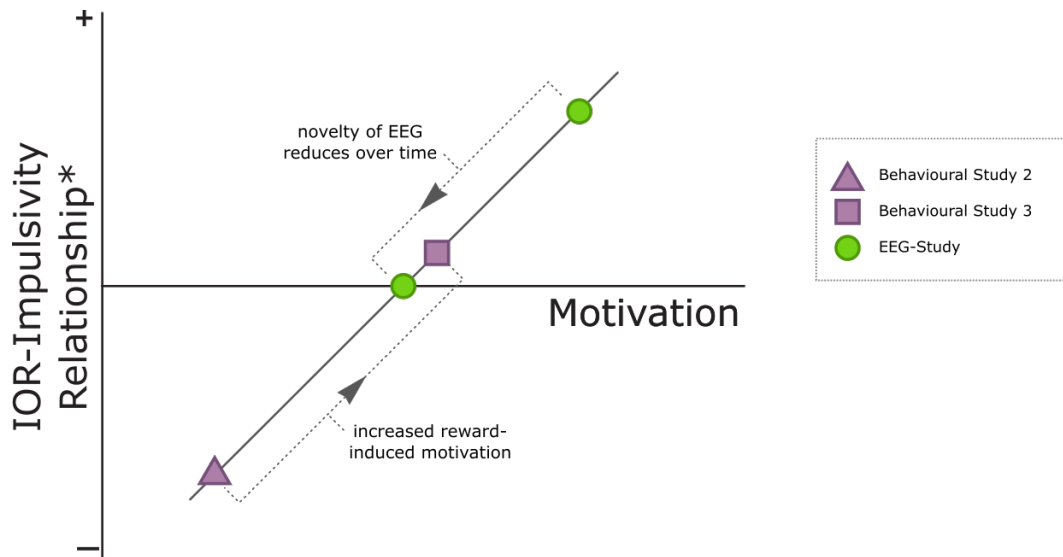 +
novelty of EEG
reduces over time
IOR-Impulsivity
Relationship*
Motivation
increased reward-
induced motivation
–
Behavioural Study 2
Behavioural Study 3
EEG-Study